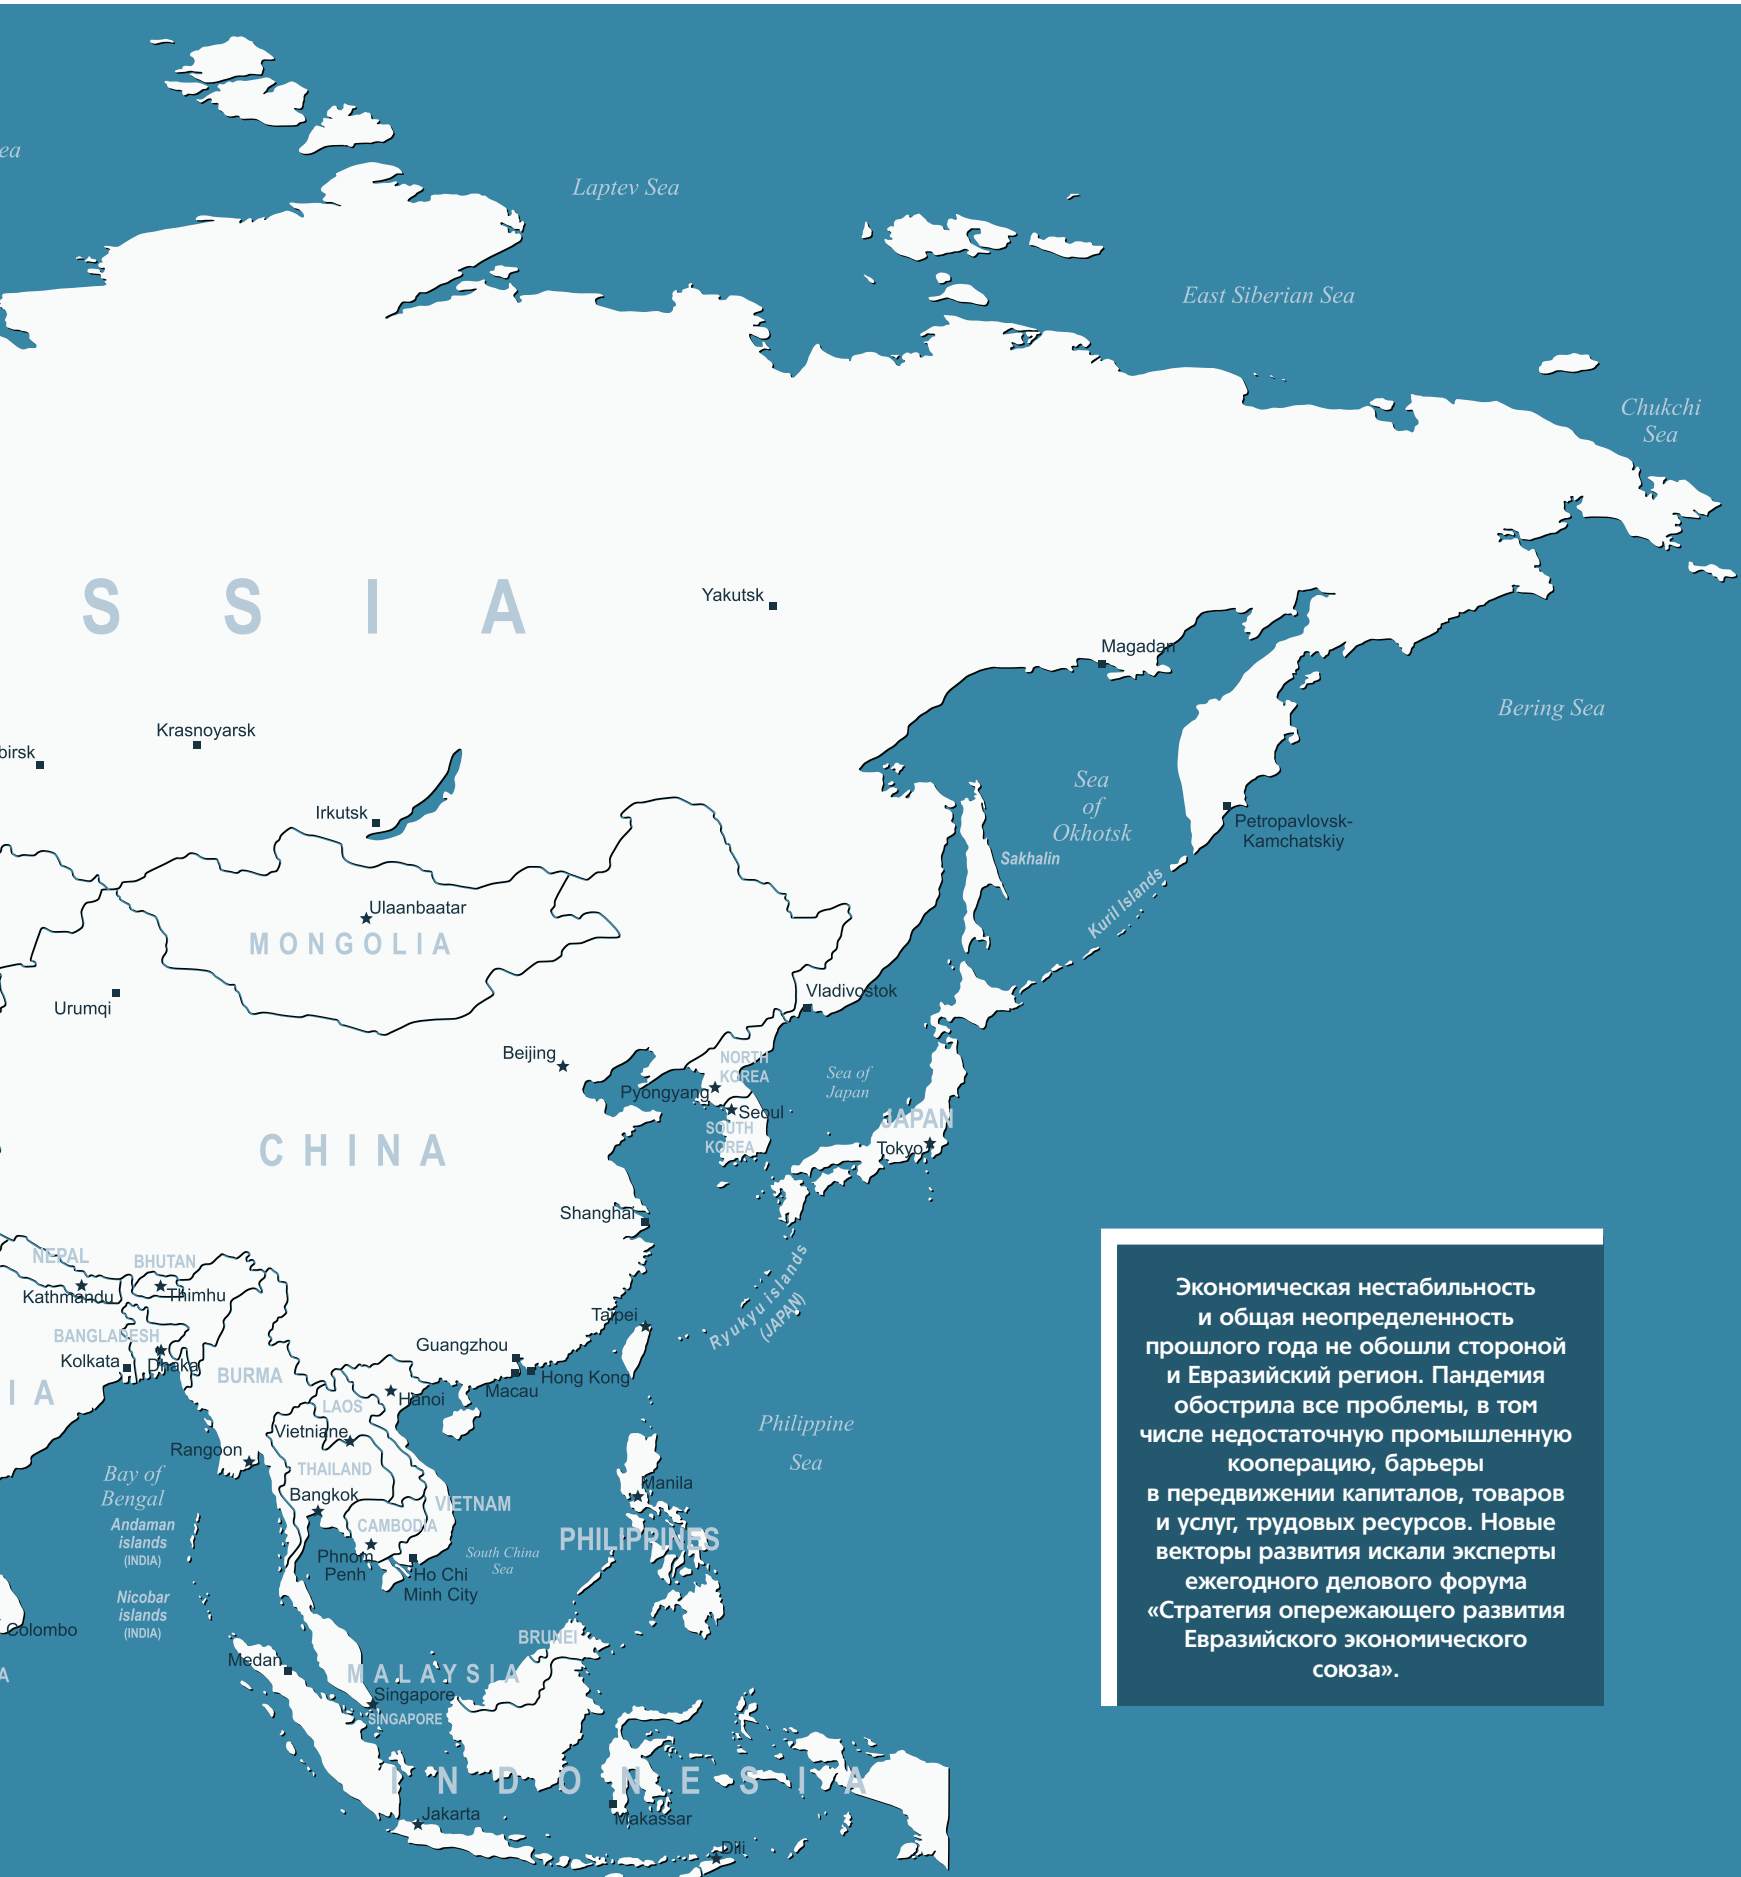 ea
Laptev Sea
East Siberian Sea
Chukchi
Sea
S S I A
Yakutsk
Magadan
Bering Sea
Krasnoyarsk
birsk
Irkutsk
Sea
of
Okhotsk
Petropavlovsk-
Kamchatskiy
Sakhalin
Kuril Islands
Ulaanbaatar
MONGOLIA
Urumqi
Vladivostok
Beijing
NORTH
KOREA
Pyongyang
Seoul
SOUTH
KOREA
Sea of
Japan
JAPAN
Tokyo
CHINA
Shanghai
NEPAL
Kathmandu
BHUTAN
Thimhu
BANGLADESH
Kolkata
Dhaka
I A
BURMA
Taipei
Ryukyu islands
(JAPAN)
Guangzhou
Macau
Hong Kong
Hanoi
LAOS
Vietniane
Rangoon
THAILAND
Bangkok
VIETNAM
CAMBODIA
Phnom
Penh
Ho Chi
Minh City
South China
Sea
Philippine
Sea
Manila
PHILIPPINES
Bay of
Bengal
Andaman
islands
(INDIA)
Nicobar
islands
(INDIA)
Colombo
A
Medan
BRUNEI
MALAYSIA
Singapore
SINGAPORE
INDONESIA
Jakarta
Makassar
Dili
Экономическая нестабильность
и общая неопределенность
прошлого года не обошли стороной
и Евразийский регион. Пандемия
обострила все проблемы, в том
числе недостаточную промышленную
кооперацию, барьеры
в передвижении капиталов, товаров
и услуг, трудовых ресурсов. Новые
векторы развития искали эксперты
ежегодного делового форума
«Стратегия опережающего развития
Евразийского экономического
союза».